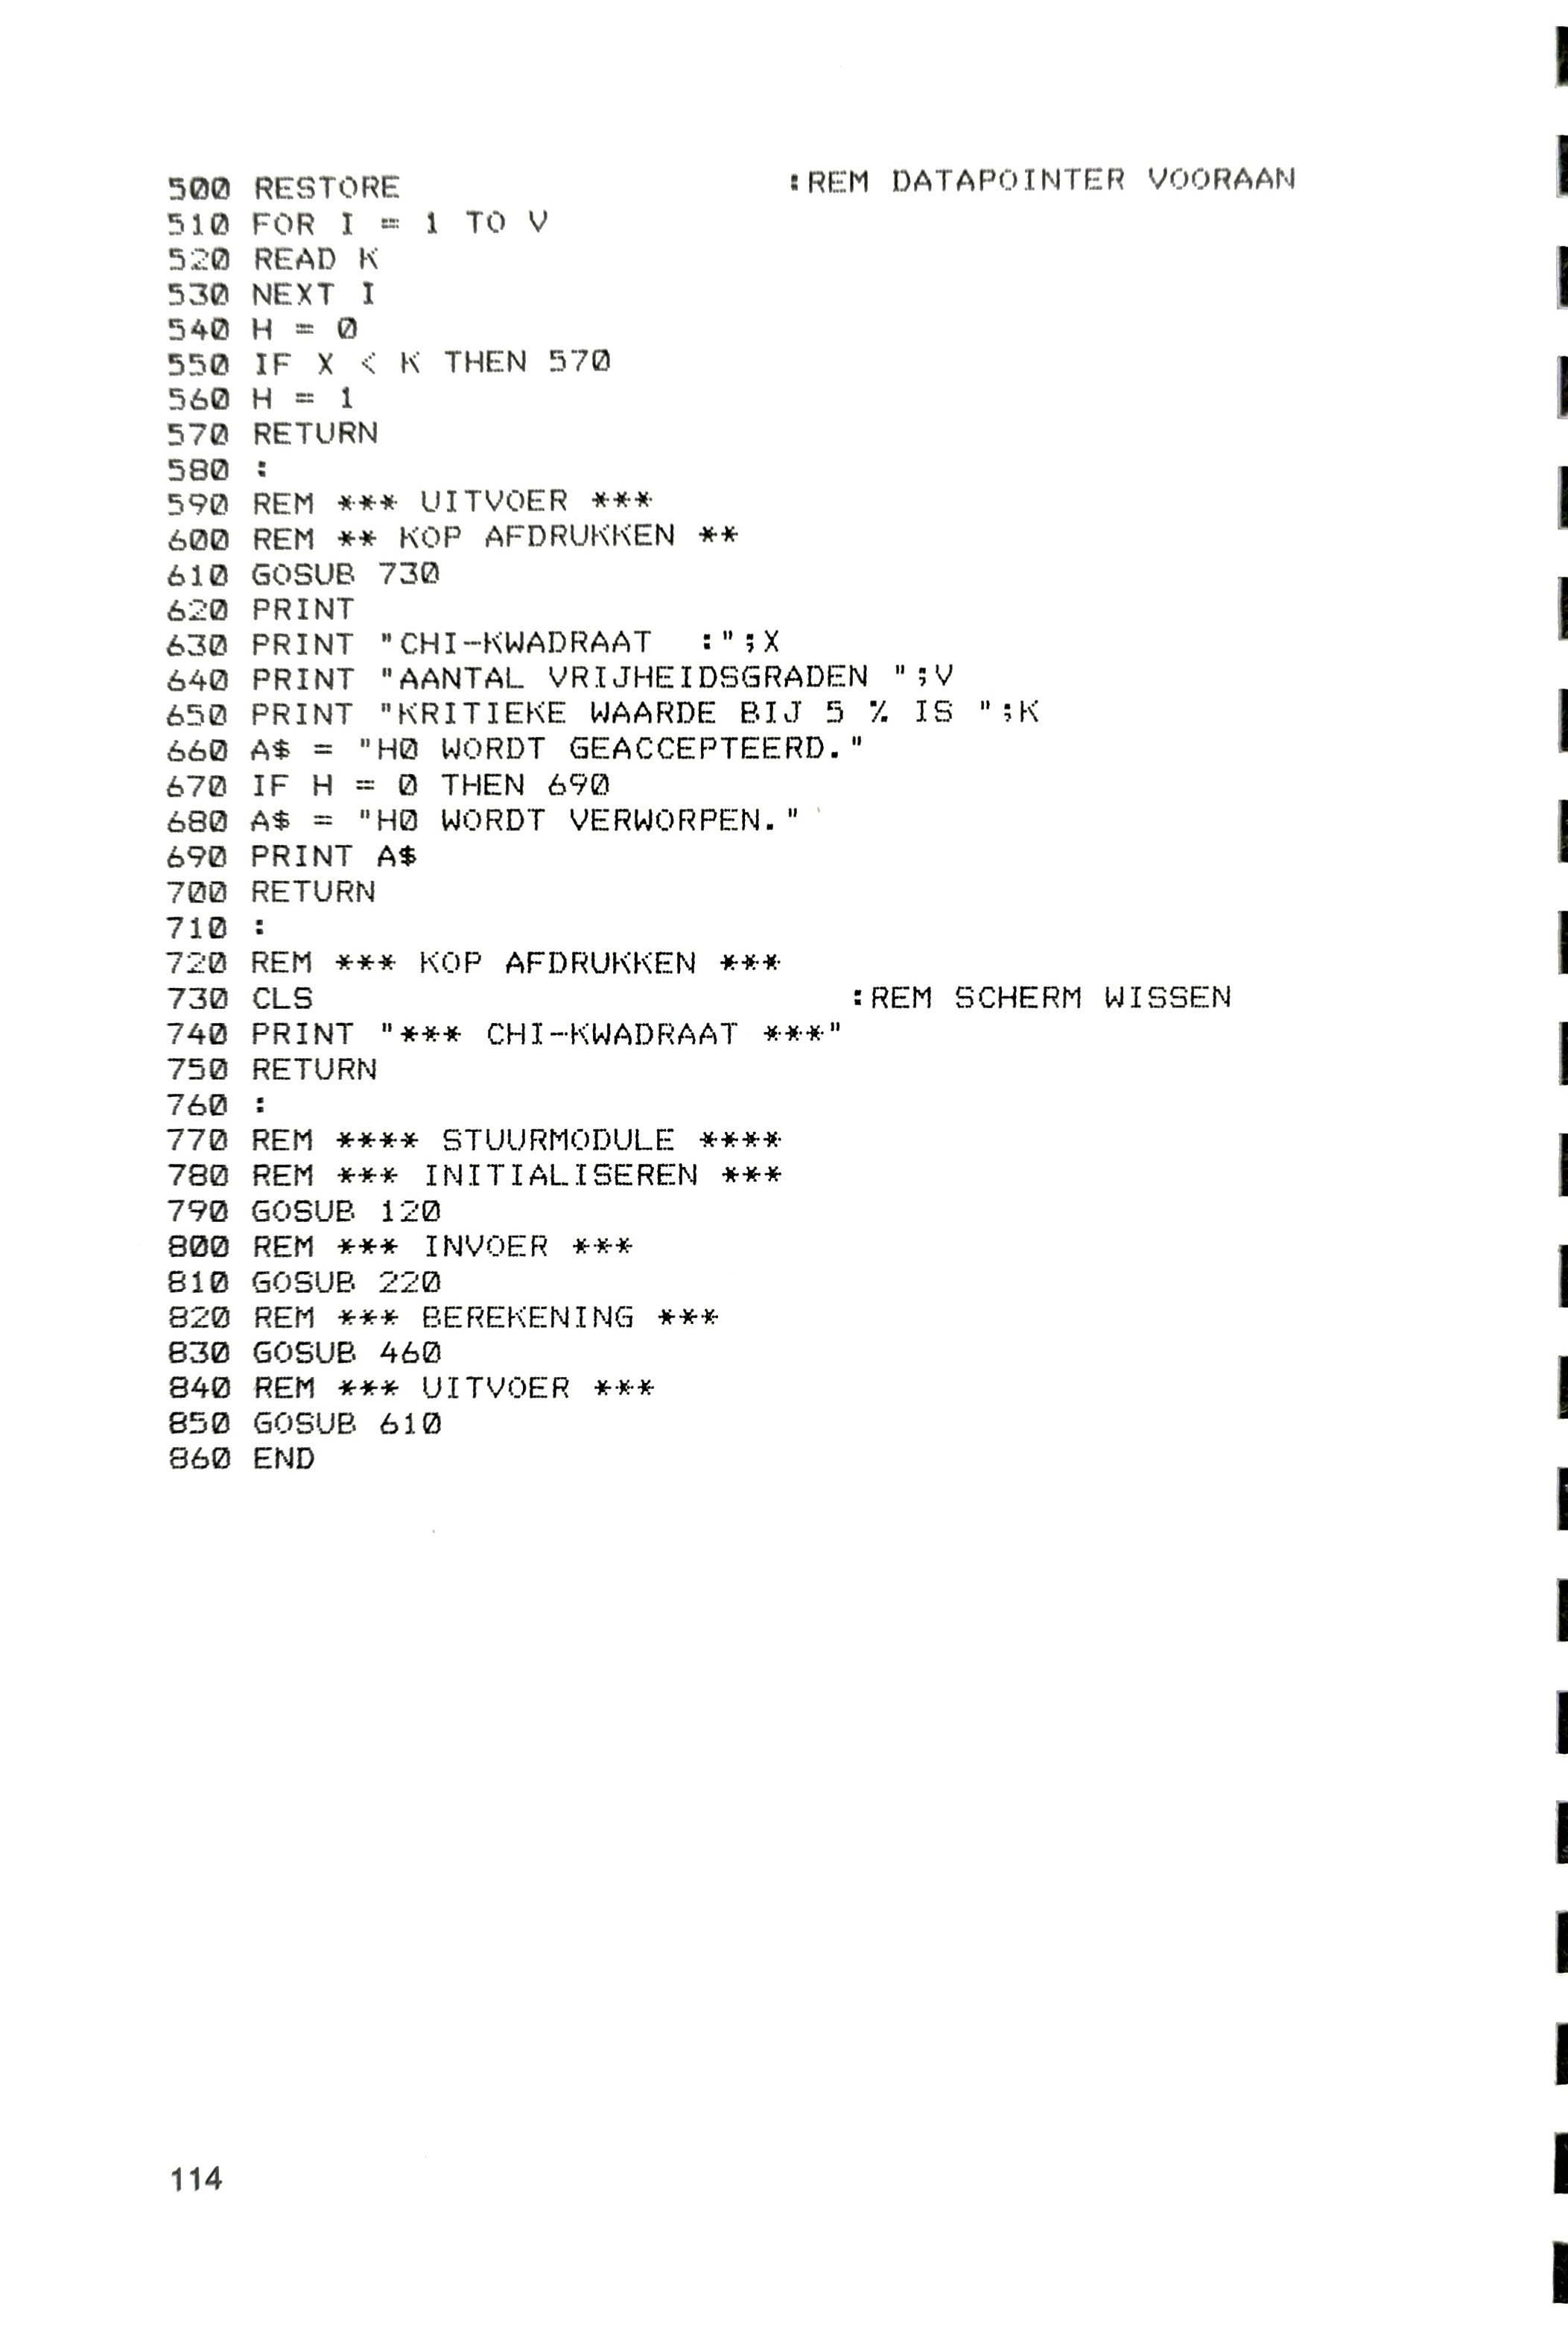 500 RESTORE                  :REM DATAPOINTER VOORAAN
510 FOR I = 1 TO V
520 READ K
530 NEXT I
540 H = 0
550 IF X < K THEN 570
560 H = 1
570 RETURN
580 :
590 REM *** UITVOER ***
600 REM ** KOP AFDRUKKEN **
610 GOSUB 730
620 PRINT
630 PRINT "CHI-KWADRAAT  :";X
640 PRINT "AANTAL VRIJHEIDSGRADEN ";V
650 PRINT "KRITIEKE WAARDE BIJ 5 % IS ";K
660 A$ = "H0 WORDT GEACCEPTEERD."
670 IF H = 0 THEN 690
680 A$ = "H0 WORDT VERWORPEN."
690 PRINT A$
700 RETURN
710 :
720 REM *** KOP AFDRUKKEN ***
730 CLS                         :REM SCHERM WISSEN
740 PRINT "*** CHI-KWADRAAT ***"
750 RETURN
760 :
770 REM **** STUURMODULE ****
780 REM *** INITIALISEREN ***
790 GOSUB 120
800 REM *** INVOER ***
810 GOSUB 220
820 REM *** BEREKENING ***
830 GOSUB 460
840 REM *** UITVOER ***
850 GOSUB 610
860 END
114